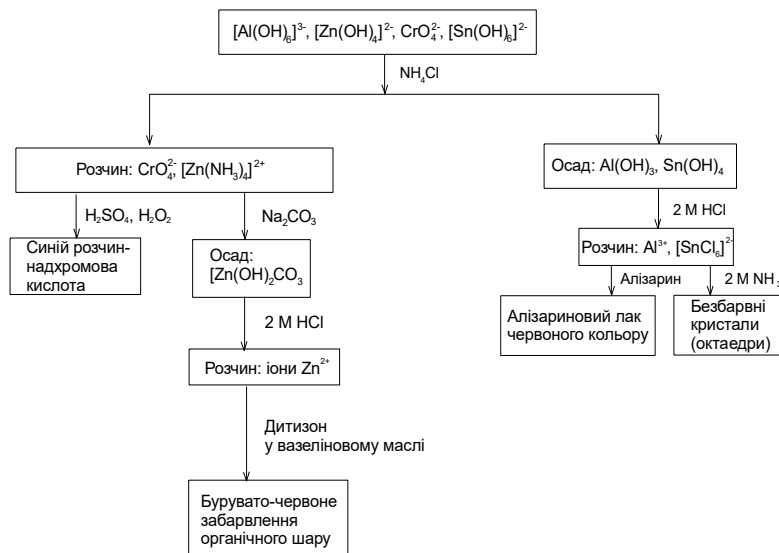 [Al(OH)₆]³⁻, [Zn(OH)₄]²⁻, CrO₄²⁻, [Sn(OH)₆]²⁻
NH₄Cl
Розчин: CrO₄²⁻, [Zn(NH₃)₄]²⁺
Осад: Al(OH)₃, Sn(OH)₄
H₂SO₄, H₂O₂
Na₂CO₃
2 M HCl
Синій розчин-
надхромова
кислота
Осад:
[Zn(OH)₂CO₃
Розчин: Al³⁺, [SnCl₆]²⁻
Алізарин
2 M NH₃
Алізариновий лак
червоного кольору
Безбарвні
кристали
(октаедри)
2 M HCl
Розчин: іони Zn²⁺
Дитизон
у вазеліновому маслі
Бурувато-червоне
забарвлення
органічного шару